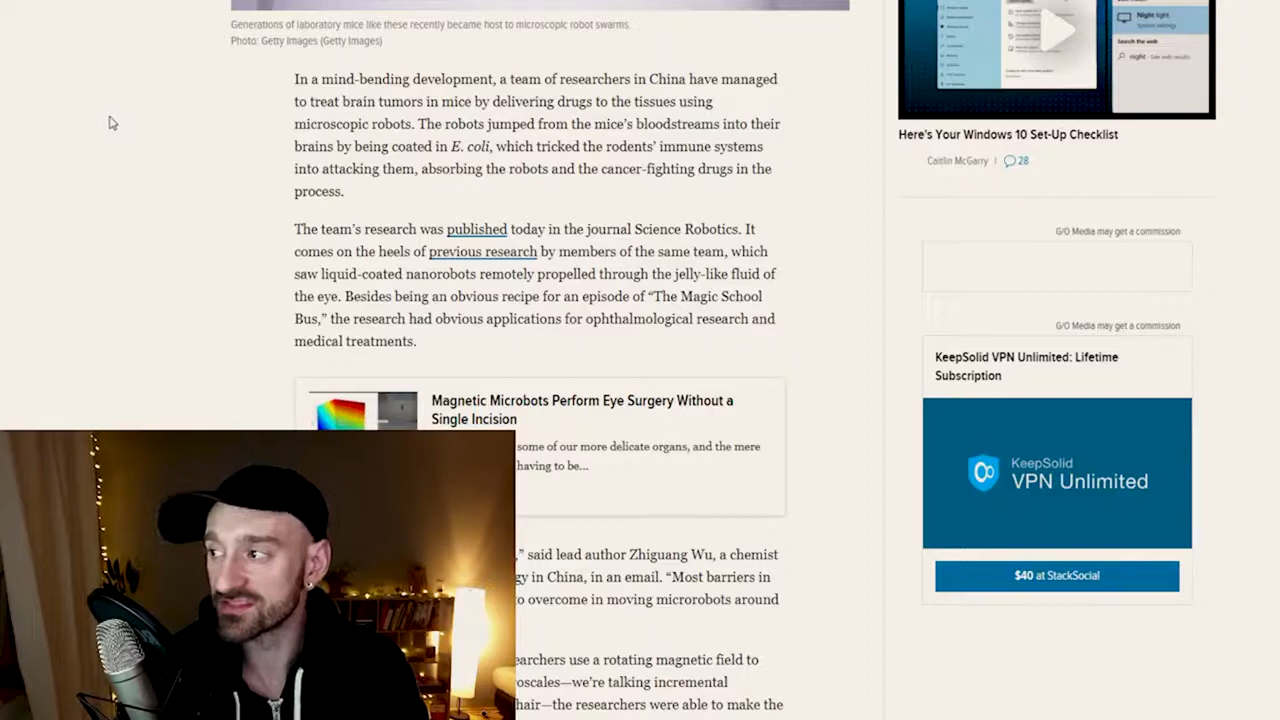 Generations of laboratory mice like these recently became host to microscopic robot swarms.
Photo: Getty Images (Getty Images)
In a mind-bending development, a team of researchers in China have managed
to treat brain tumors in mice by delivering drugs to the tissues using
microscopic robots. The robots jumped from the mice's bloodstreams into their
brains by being coated in E. coli, which tricked the rodents' immune systems
into attacking them, absorbing the robots and the cancer-fighting drugs in the
process.
The team's research was published today in the journal Science Robotics. It
comes on the heels of previous research by members of the same team, which
saw liquid-coated nanorobots remotely propelled through the jelly-like fluid of
the eye. Besides being an obvious recipe for an episode of “The Magic School
Bus,” the research had obvious applications for ophthalmological research and
medical treatments.
Magnetic Microbots Perform Eye Surgery Without a
Single Incision
some of our more delicate organs, and the mere
having to be...
,” said lead author Zhiguang Wu, a chemist
gy in China, in an email. “Most barriers in
o overcome in moving microrobots around
earchers use a rotating magnetic field to
oscales—we're talking incremental
hair—the researchers were able to make the
Night light
System settings
Search the web
night - See web results
Here's Your Windows 10 Set-Up Checklist
Caitlin McGarry | 28
G/O Media may get a commission
G/O Media may get a commission
KeepSolid VPN Unlimited: Lifetime
Subscription
KeepSolid
VPN Unlimited
$40 at StackSocial